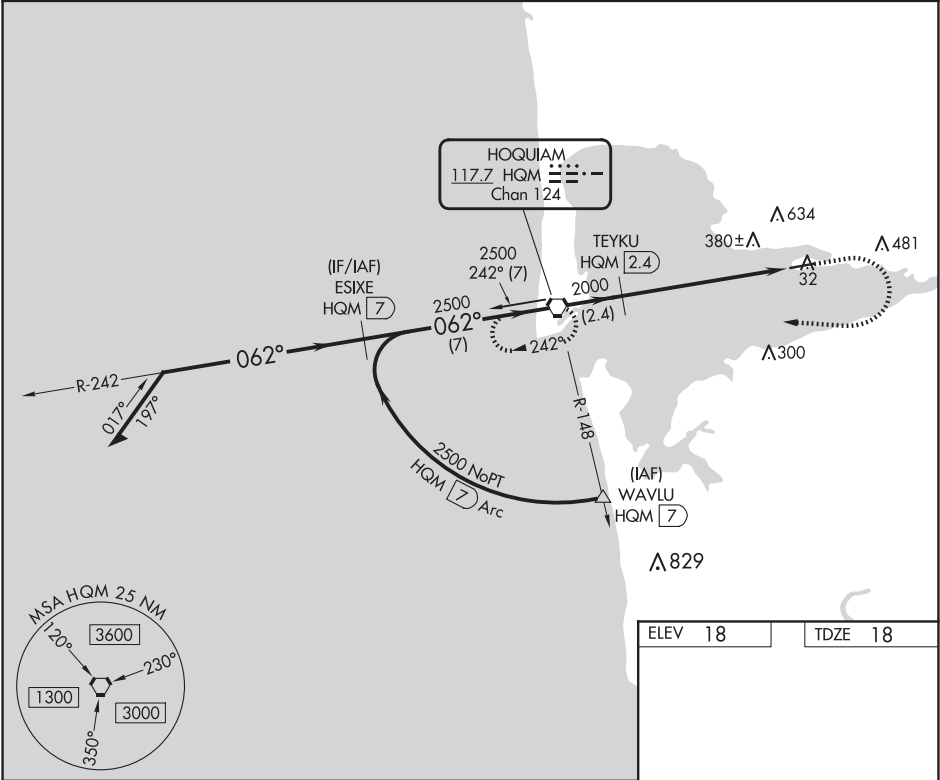 HOQUIAM
117.7 HQM
Chan 124
634
380±
481
TEYKU
HQM 2.4
32
2500
242° (7)
(IF/IAF)
ESIXE
HQM 7
2500
062°
(7)
2000
(2.4)
242°
062°
300
R-242
017°
197°
R-148
2500 NoPT
HQM 7 Arc
(IAF)
WAVLU
HQM 7
829
MSA HQM 25 NM
120°
3600
230°
1300
3000
350°
ELEV 18
TDZE 18